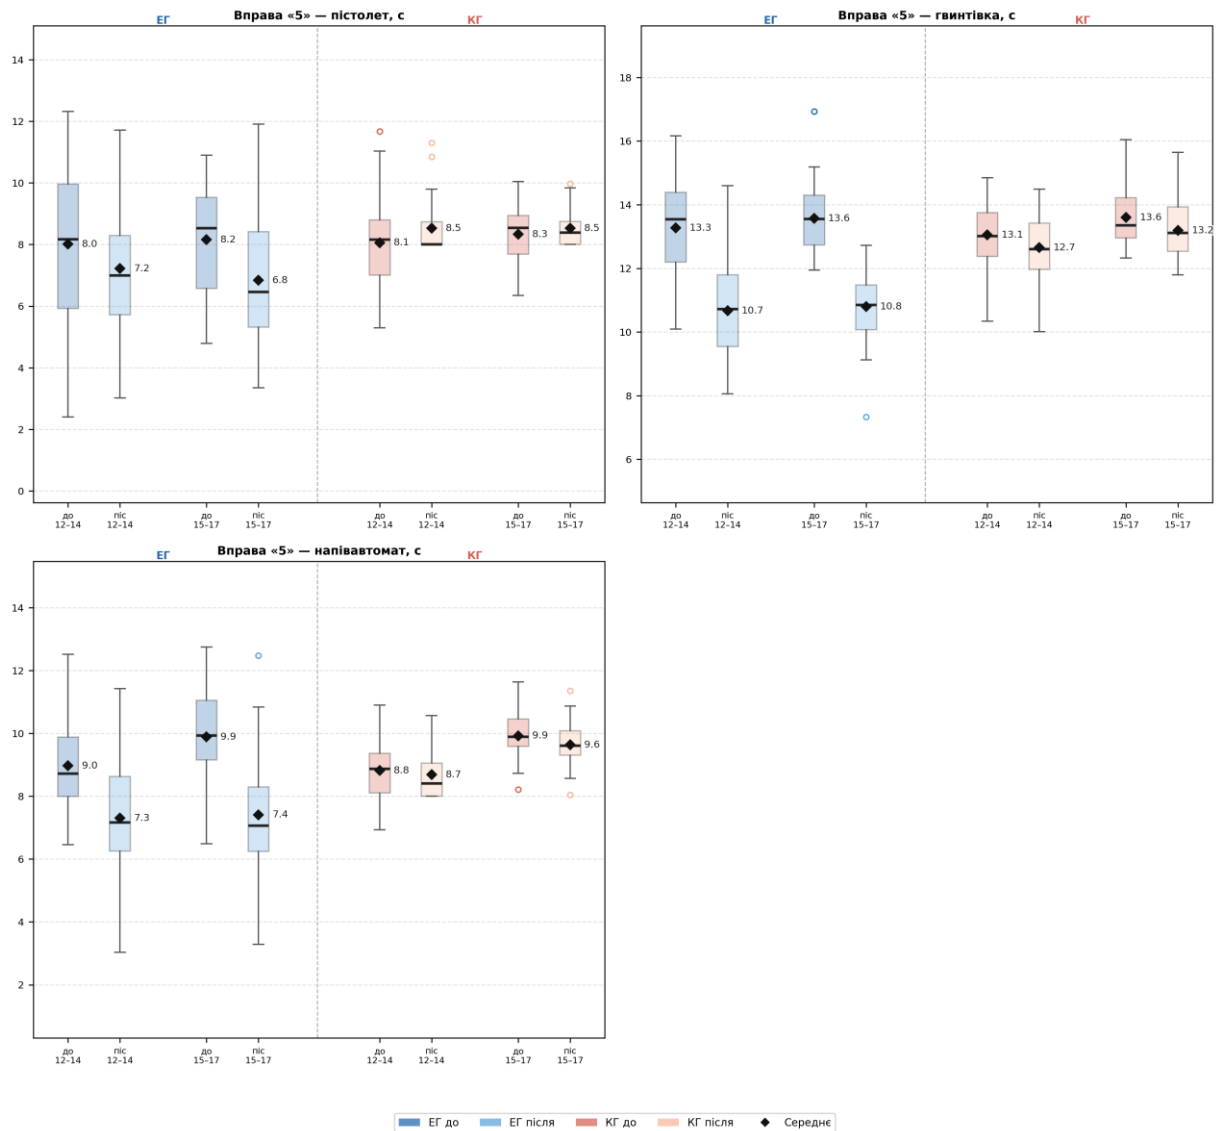 Вправа «5» — пістолет, с
ЕГ
КГ
14
12
10
8
6
4
2
0
8.0
7.2
8.2
6.8
8.1
8.5
8.3
8.5
до
12–14
піс
12–14
до
15–17
піс
15–17
до
12–14
піс
12–14
до
15–17
піс
15–17
Вправа «5» — гвинтівка, с
ЕГ
КГ
18
16
14
12
10
8
6
13.3
10.7
13.6
10.8
13.1
12.7
13.6
13.2
до
12–14
піс
12–14
до
15–17
піс
15–17
до
12–14
піс
12–14
до
15–17
піс
15–17
Вправа «5» — напівавтомат, с
ЕГ
КГ
14
12
10
8
6
4
2
9.0
7.3
9.9
7.4
8.8
8.7
9.9
9.6
до
12–14
піс
12–14
до
15–17
піс
15–17
до
12–14
піс
12–14
до
15–17
піс
15–17
ЕГ до
ЕГ після
КГ до
КГ після
Середнє